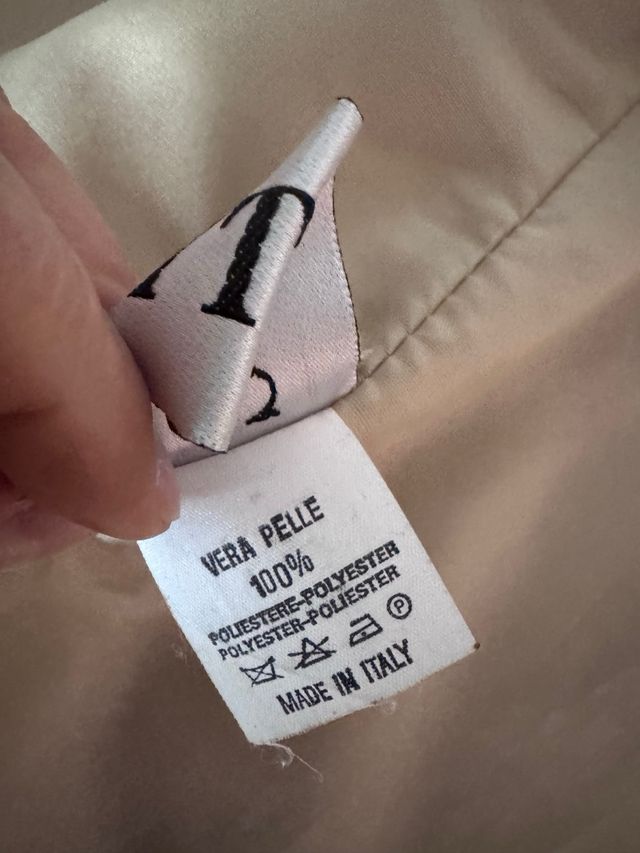 VERA PELLE
100%
POLIESTERE-POLYESTER
POLYESTER-POLIESTER
P
MADE IN ITALY